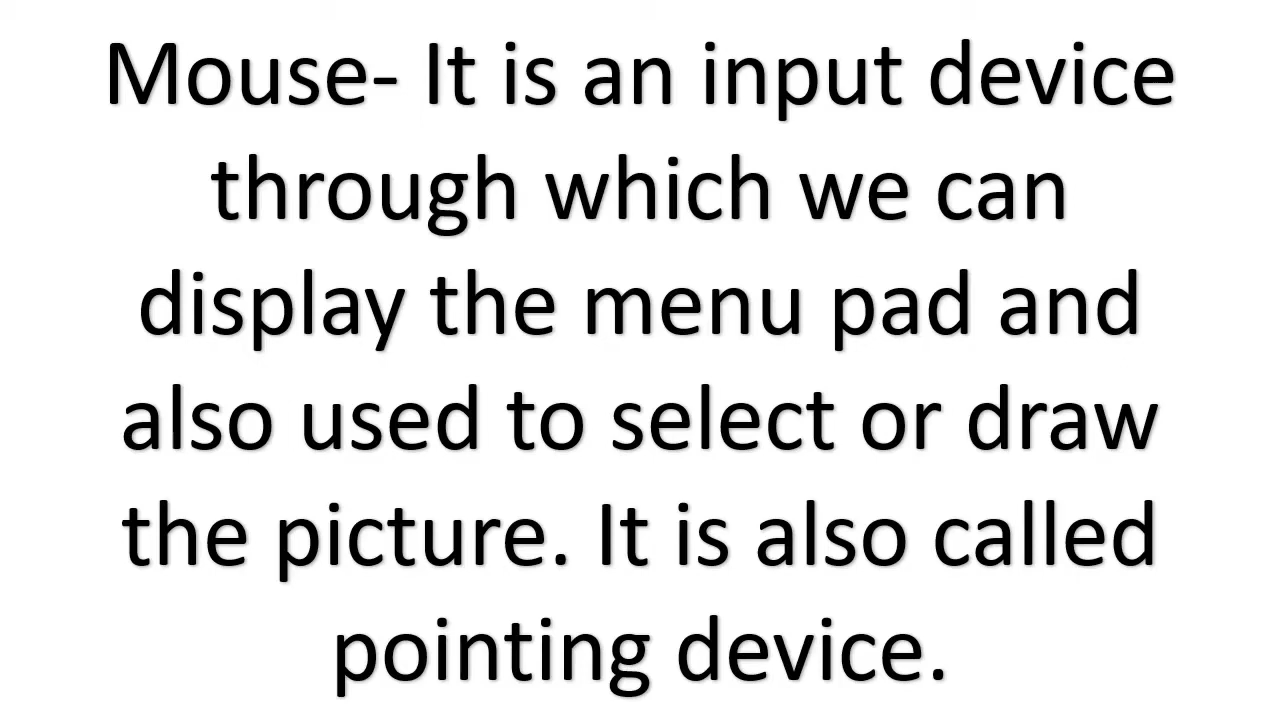 Mouse- It is an input device
through which we can
display the menu pad and
also used to select or draw
the picture. It is also called
pointing device.